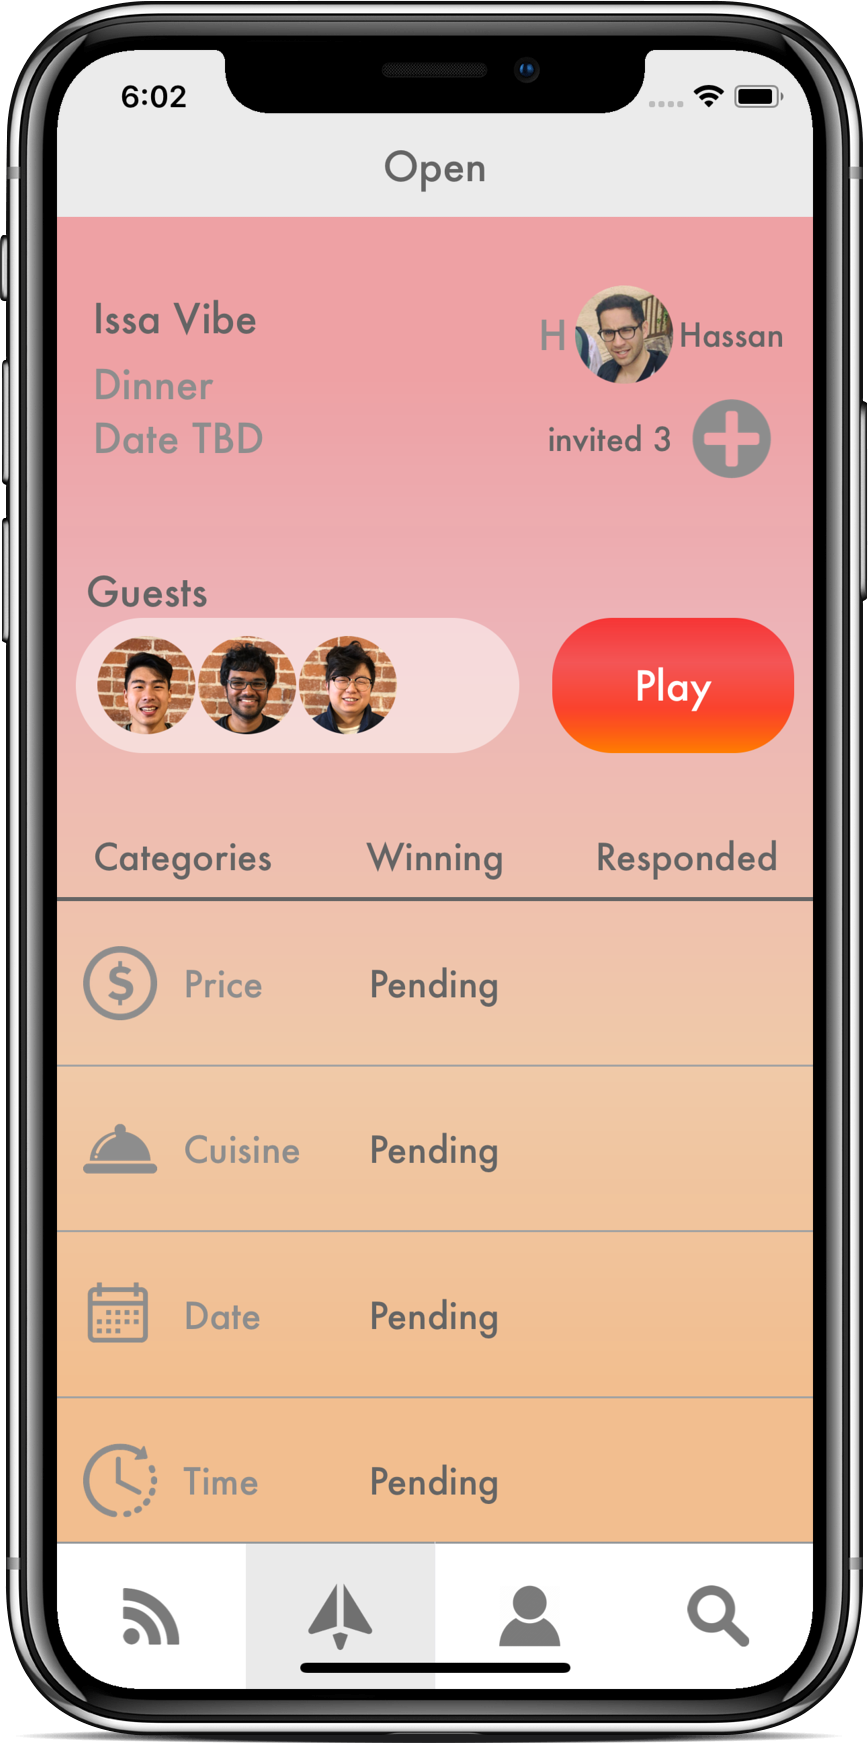 6:02
Open
Issa Vibe
H Hassan
Dinner
Date TBD
invited 3
Guests
Play
Categories Winning Responded
$ Price Pending
Cuisine Pending
Date Pending
Time Pending